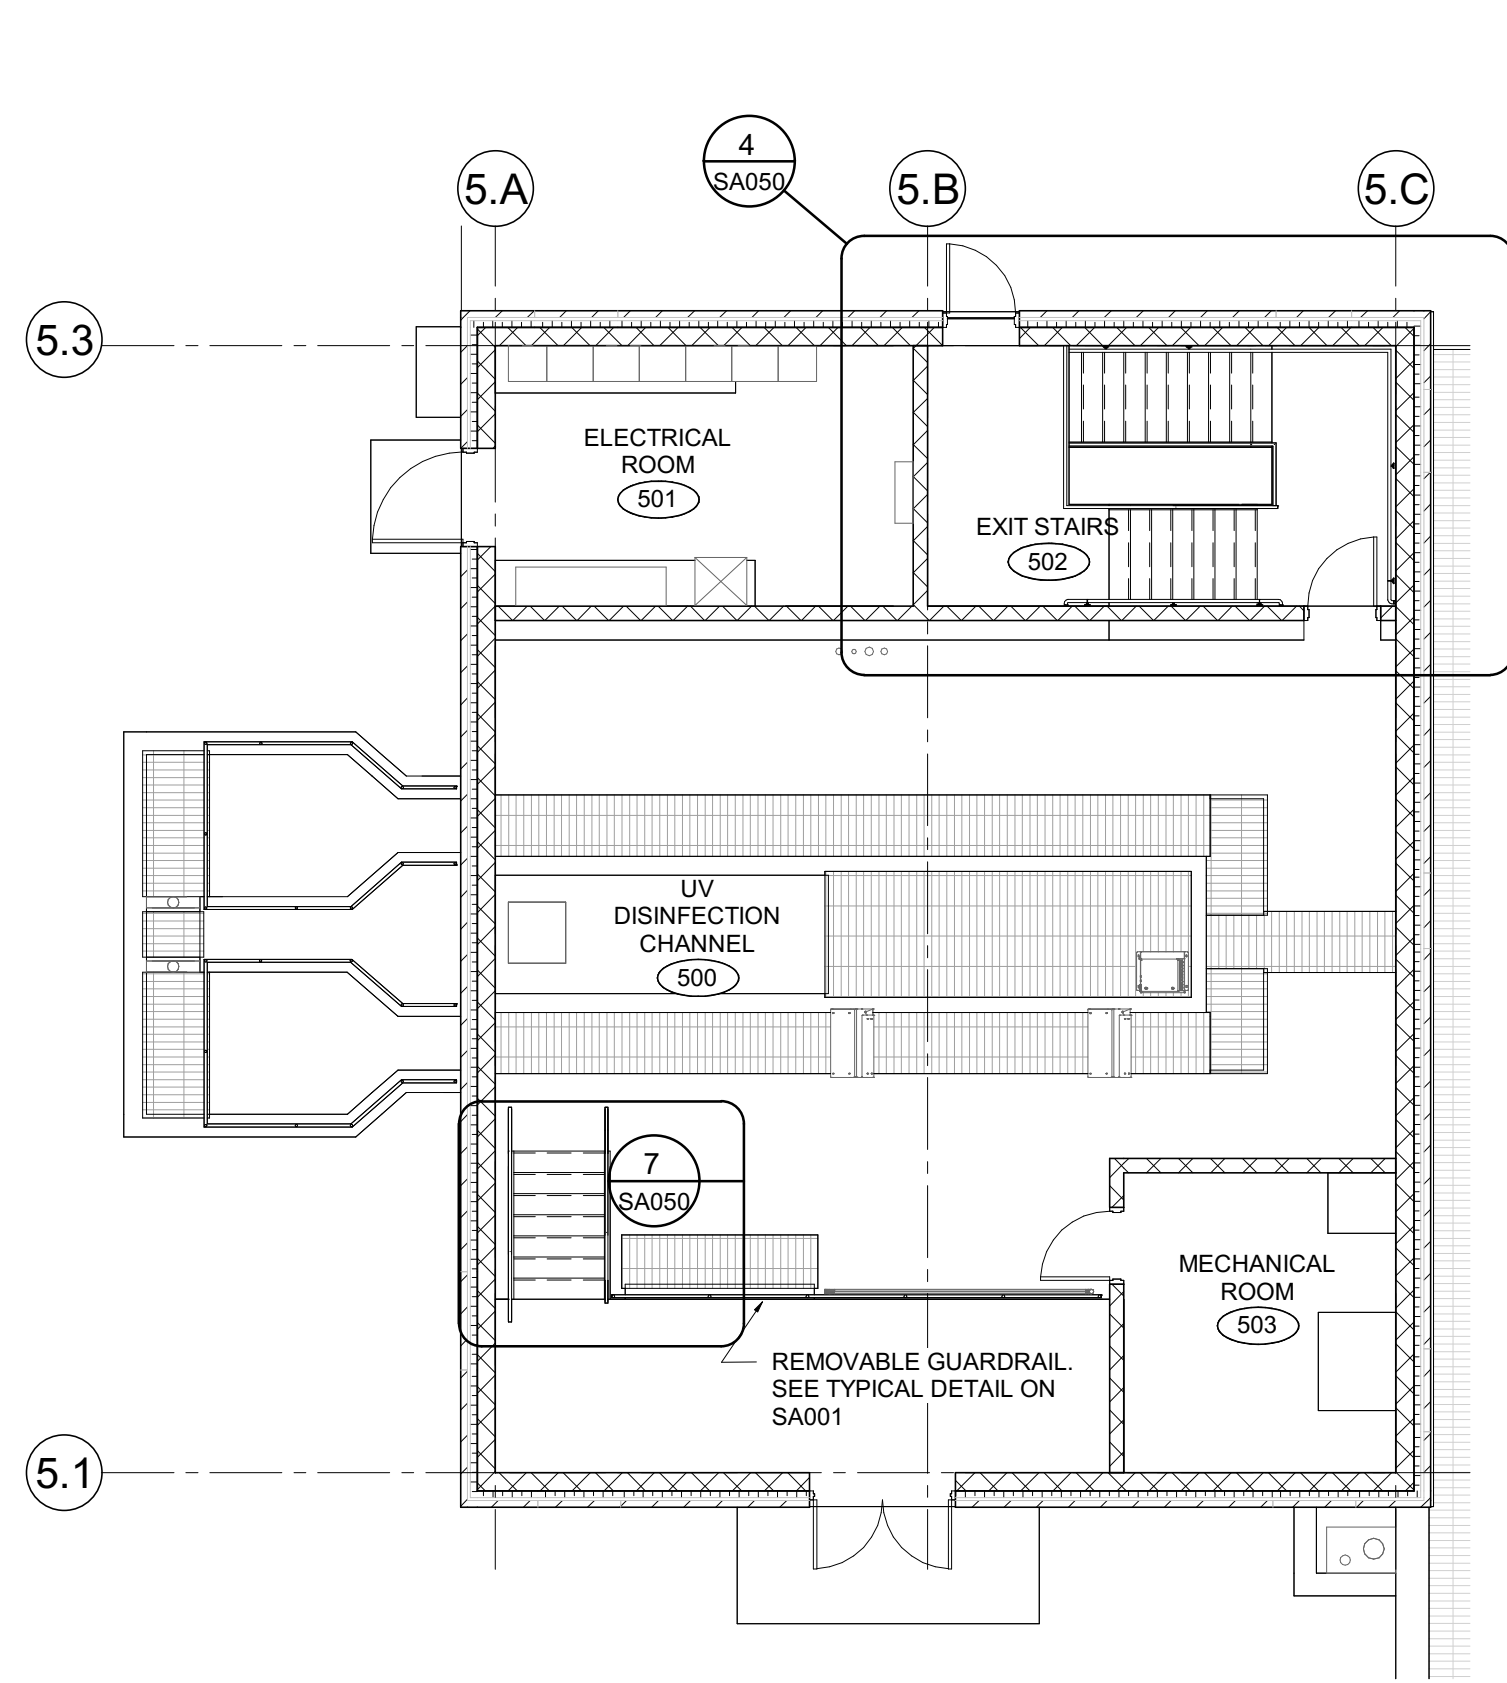 4
SA050
5.A
5.B
5.C
5.3
ELECTRICAL
ROOM
501
EXIT STAIRS
502
UV
DISINFECTION
CHANNEL
500
7
SA050
MECHANICAL
ROOM
503
REMOVABLE GUARDRAIL.
SEE TYPICAL DETAIL ON
SA001
5.1